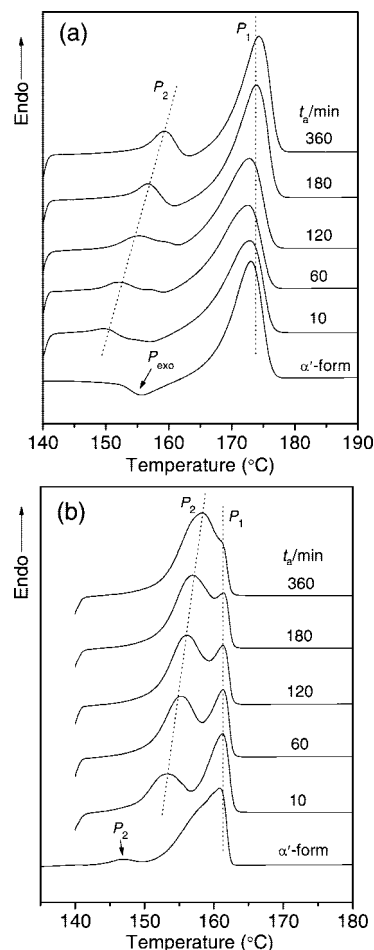 (a)
Endo
P₁
P₂
tₐ/min
360
180
120
60
10
Pₑₓₒ
α′-form
140 150 160 170 180 190
Temperature (°C)
(b)
Endo
P₂
P₁
tₐ/min
360
180
120
60
10
P₂
α′-form
140 150 160 170 180
Temperature (°C)